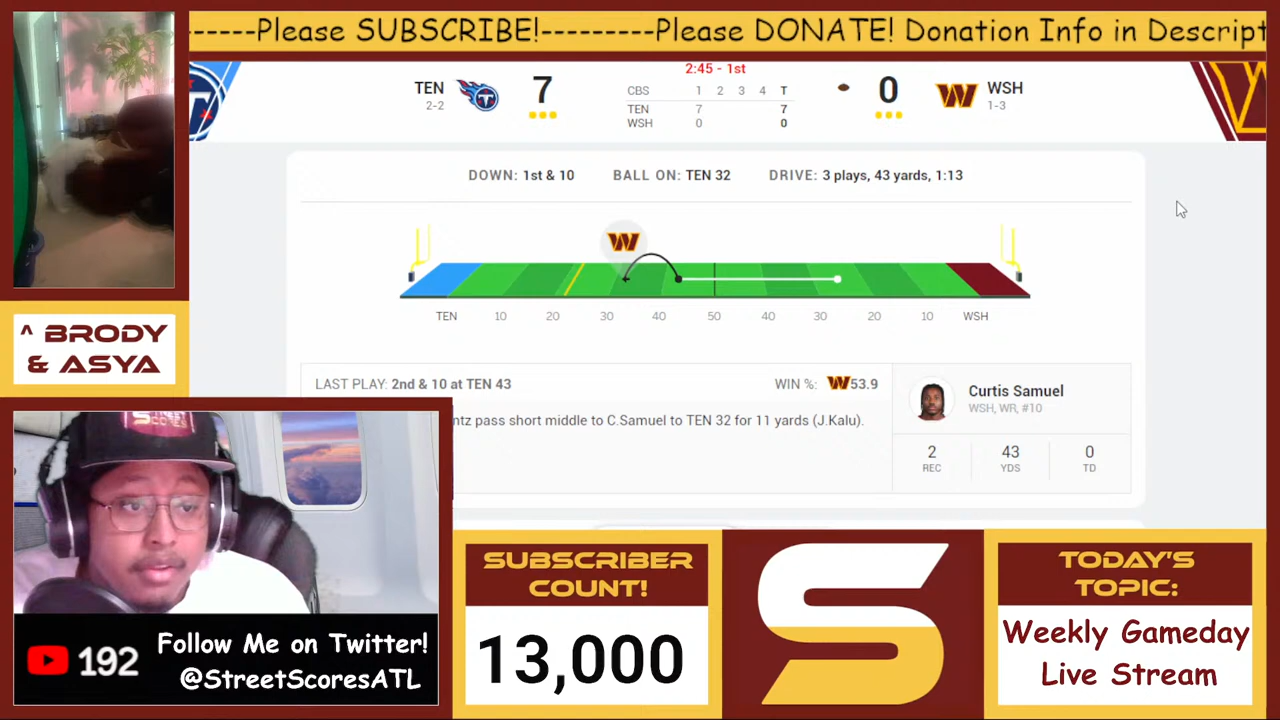 ------Please SUBSCRIBE!---------Please DONATE! Donation Info in Descript
2:45 - 1st
TEN 7 CBS 1 2 3 4 T 0 WSH
2-2 TEN 7 7 1-3
WSH 0 0
DOWN: 1st & 10 BALL ON: TEN 32 DRIVE: 3 plays, 43 yards, 1:13
TEN 10 20 30 40 50 40 30 20 10 WSH
^ BRODY
& ASYA
LAST PLAY: 2nd & 10 at TEN 43 WIN %: 53.9
ntz pass short middle to C.Samuel to TEN 32 for 11 yards (J.Kalu).
Curtis Samuel
WSH, WR, #10
2 43 0
REC YDS TD
SCORES
192 Follow Me on Twitter!
@StreetScoresATL
SUBSCRIBER
COUNT!
13,000
S
TODAY'S
TOPIC:
Weekly Gameday
Live Stream